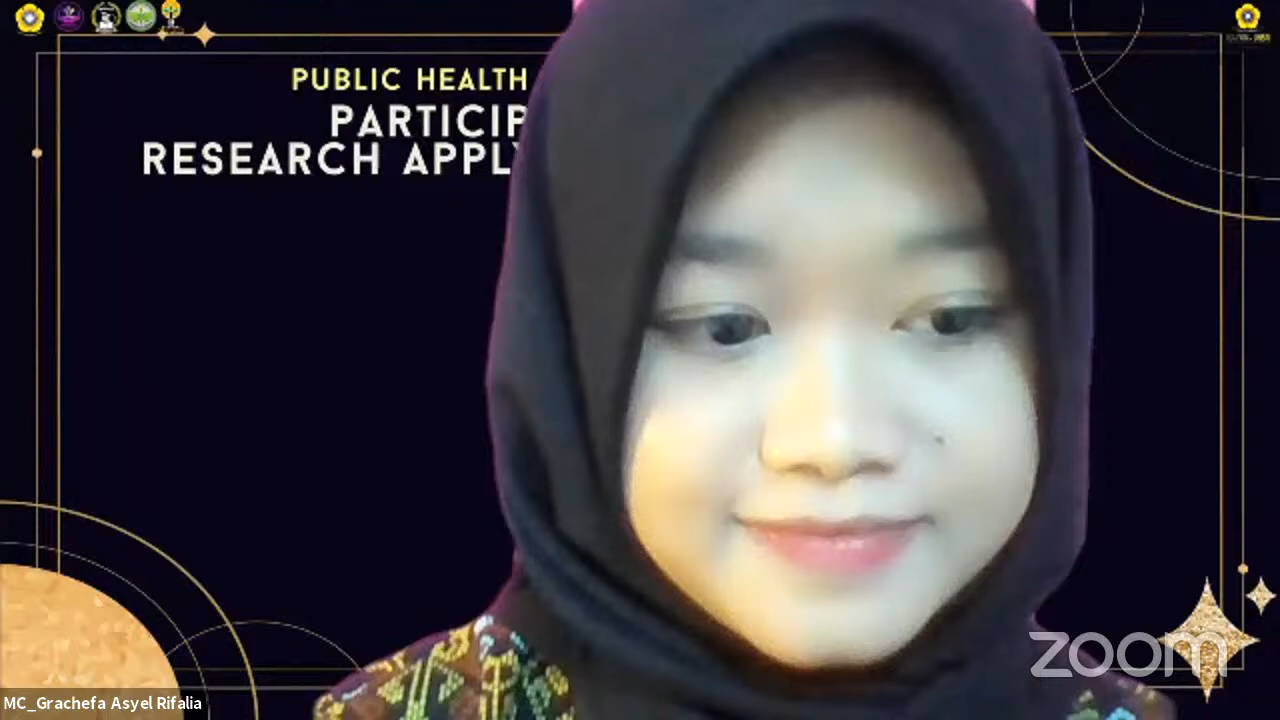 PUBLIC HEALTH
PARTICIP
RESEARCH APPLY
zoom
MC_Grachefa Asyel Rifalia